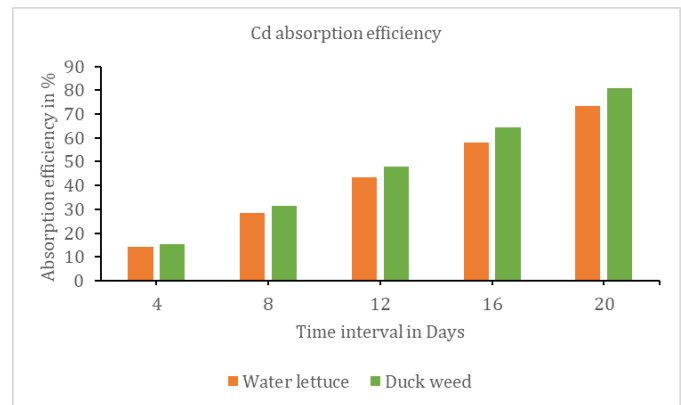 Cd absorption efficiency
Absorption efficiency in %
90
80
70
60
50
40
30
20
10
0
4 8 12 16 20
Time interval in Days
Water lettuce Duck weed